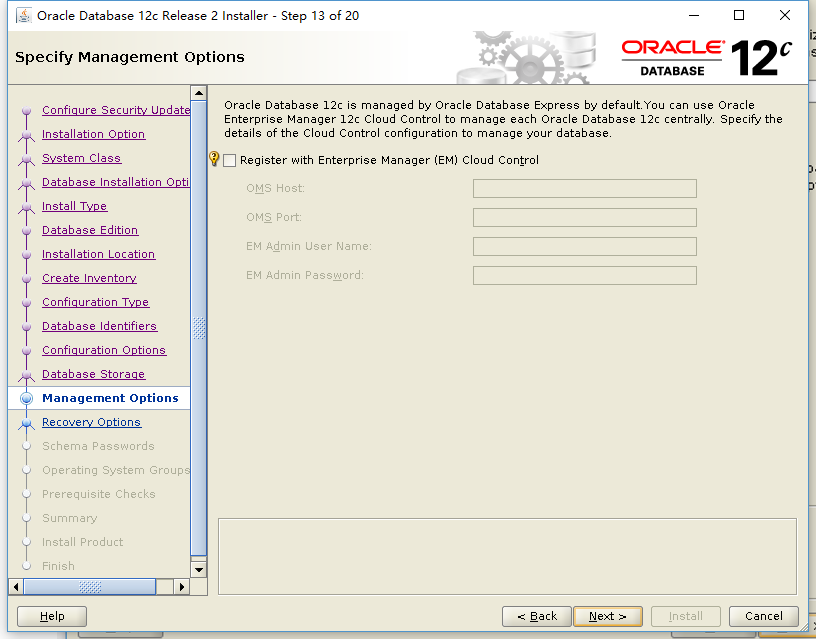 Oracle Database 12c Release 2 Installer - Step 13 of 20
Specify Management Options
ORACLE
DATABASE
12c
Configure Security Update
Installation Option
System Class
Database Installation Opti
Install Type
Database Edition
Installation Location
Create Inventory
Configuration Type
Database Identifiers
Configuration Options
Database Storage
Management Options
Recovery Options
Schema Passwords
Operating System Groups
Prerequisite Checks
Summary
Install Product
Finish
Oracle Database 12c is managed by Oracle Database Express by default.You can use Oracle
Enterprise Manager 12c Cloud Control to manage each Oracle Database 12c centrally. Specify the
details of the Cloud Control configuration to manage your database.
Register with Enterprise Manager (EM) Cloud Control
OMS Host:
OMS Port:
EM Admin User Name:
EM Admin Password:
Help
< Back
Next >
Install
Cancel